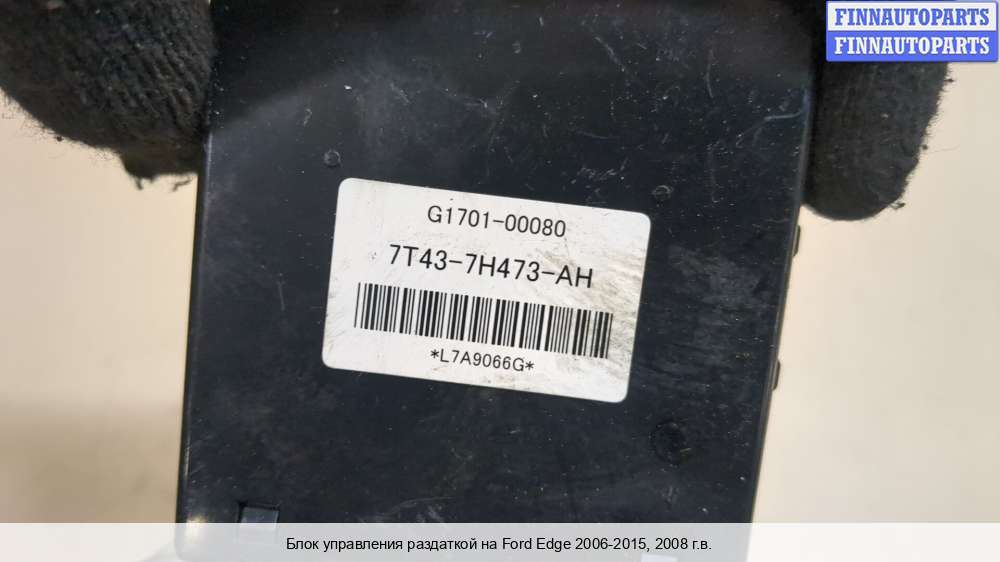 FINNAUTOPARTS
FINNAUTOPARTS
G1701-00080
7T43-7H473-AH
*L7A9066G*
Блок управления раздаткой на Ford Edge 2006-2015, 2008 г.в.